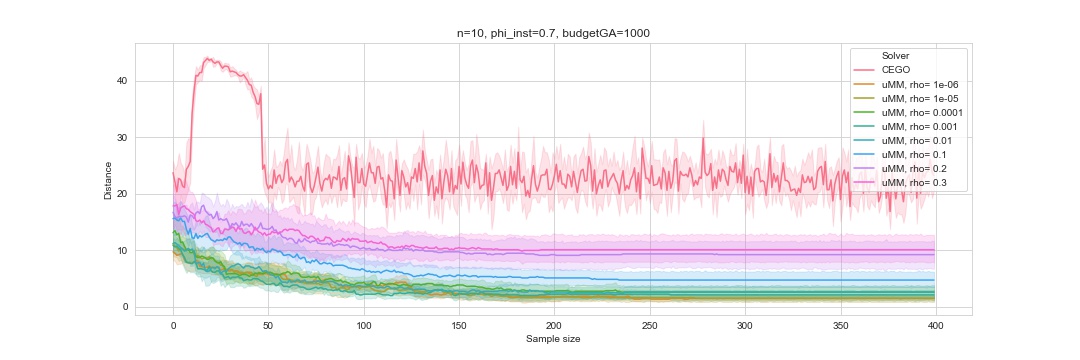 n=10, phi_inst=0.7, budgetGA=1000
Solver
CEGO
uMM, rho= 1e-06
uMM, rho= 1e-05
uMM, rho= 0.0001
uMM, rho= 0.001
uMM, rho= 0.01
uMM, rho= 0.1
uMM, rho= 0.2
uMM, rho= 0.3
Distance
40
30
20
10
0
0 50 100 150 200 250 300 350 400
Sample size